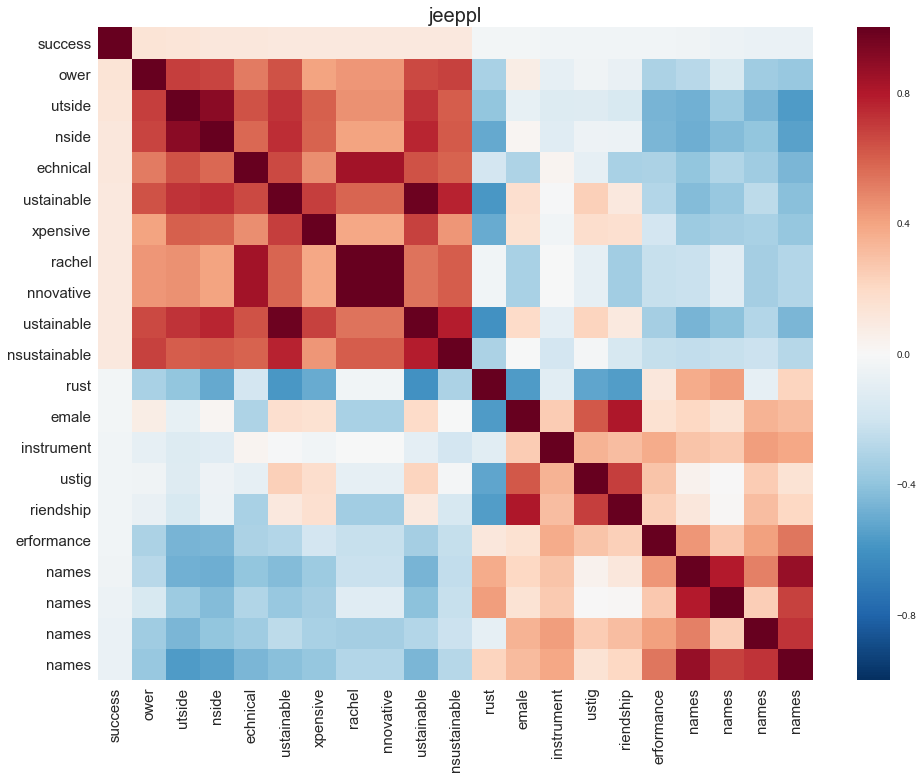 jeeppl
success
ower
utside
nside
echnical
ustainable
xpensive
rachel
nnovative
ustainable
nsustainable
rust
emale
instrument
ustig
riendship
erformance
names
names
names
names
success
ower
utside
nside
echnical
ustainable
xpensive
rachel
nnovative
ustainable
nsustainable
rust
emale
instrument
ustig
riendship
erformance
names
names
names
names
0.8
0.4
0.0
−0.4
−0.8